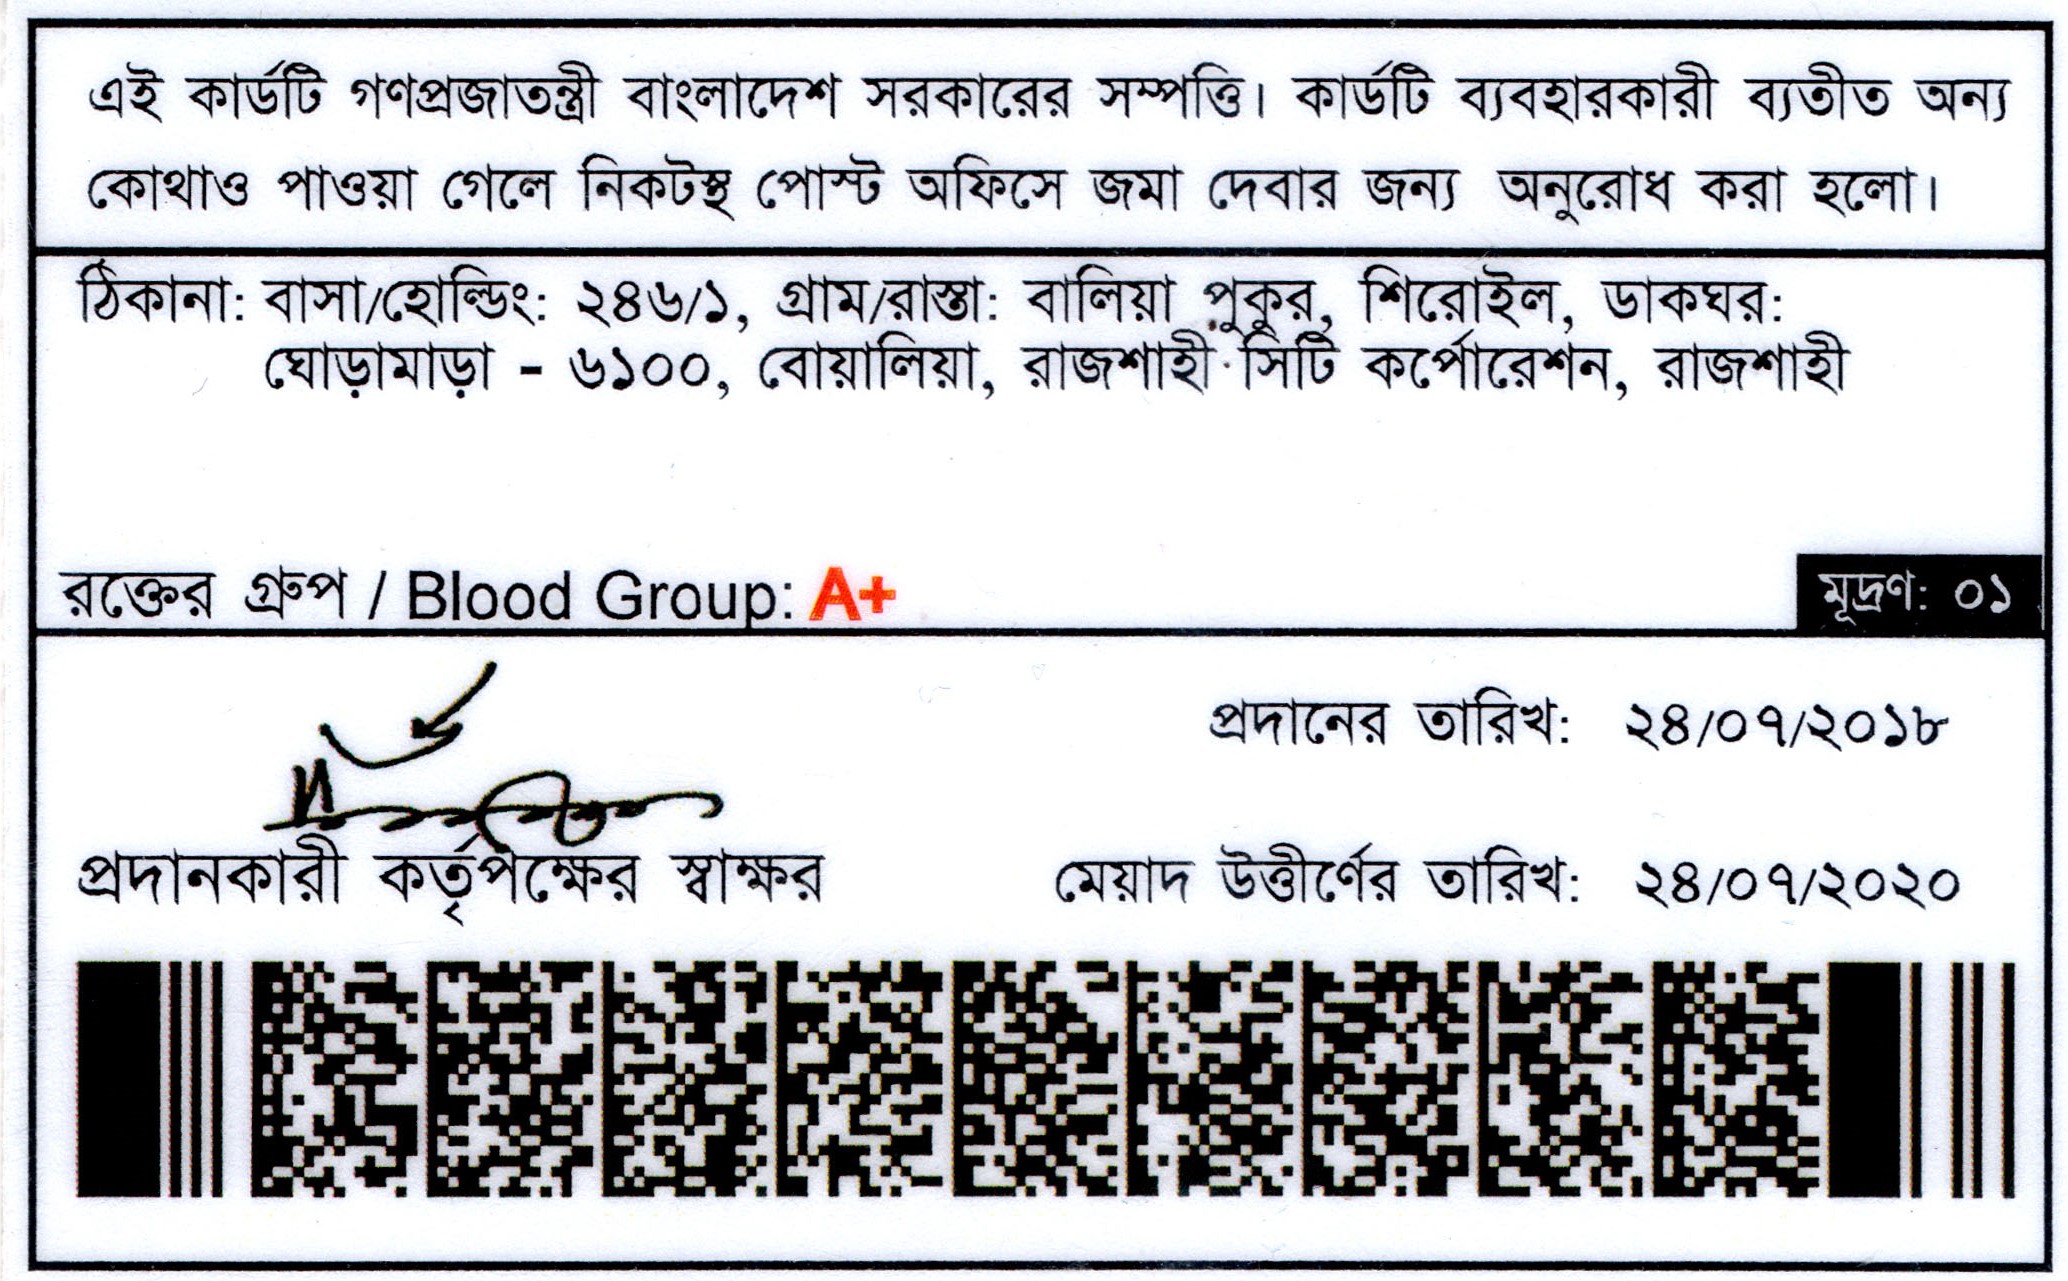 এই কার্ডটি গণপ্রজাতন্ত্রী বাংলাদেশ সরকারের সম্পত্তি। কার্ডটি ব্যবহারকারী ব্যতীত অন্য
কোথাও পাওয়া গেলে নিকটস্থ পোস্ট অফিসে জমা দেবার জন্য অনুরোধ করা হলো।
ঠিকানা: বাসা/হোল্ডিং: ২৪৬/১, গ্রাম/রাস্তা: বালিয়া পুকুর, শিরোইল, ডাকঘর:
ঘোড়ামাড়া - ৬১০০, বোয়ালিয়া, রাজশাহী সিটি কর্পোরেশন, রাজশাহী
রক্তের গ্রুপ / Blood Group: A+
মূদ্রণ: ০১
প্রদানের তারিখ: ২৪/০৭/২০১৮
প্রদানকারী কর্তৃপক্ষের স্বাক্ষর
মেয়াদ উত্তীর্ণের তারিখ: ২৪/০৭/২০২০